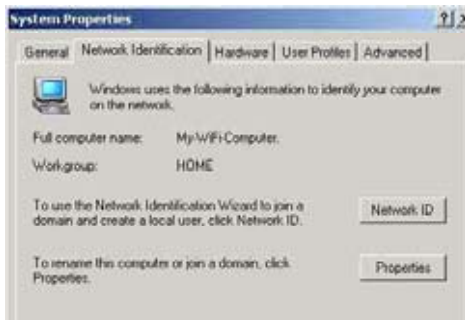 System Properties
General Network Identification Hardware User Profiles Advanced
Windows uses the following information to identify your computer
on the network.
Full computer name: My-WiFi-Computer.
Workgroup: HOME
To use the Network Identification Wizard to join a
domain and create a local user, click Network ID.
Network ID
To rename this computer or join a domain, click
Properties.
Properties